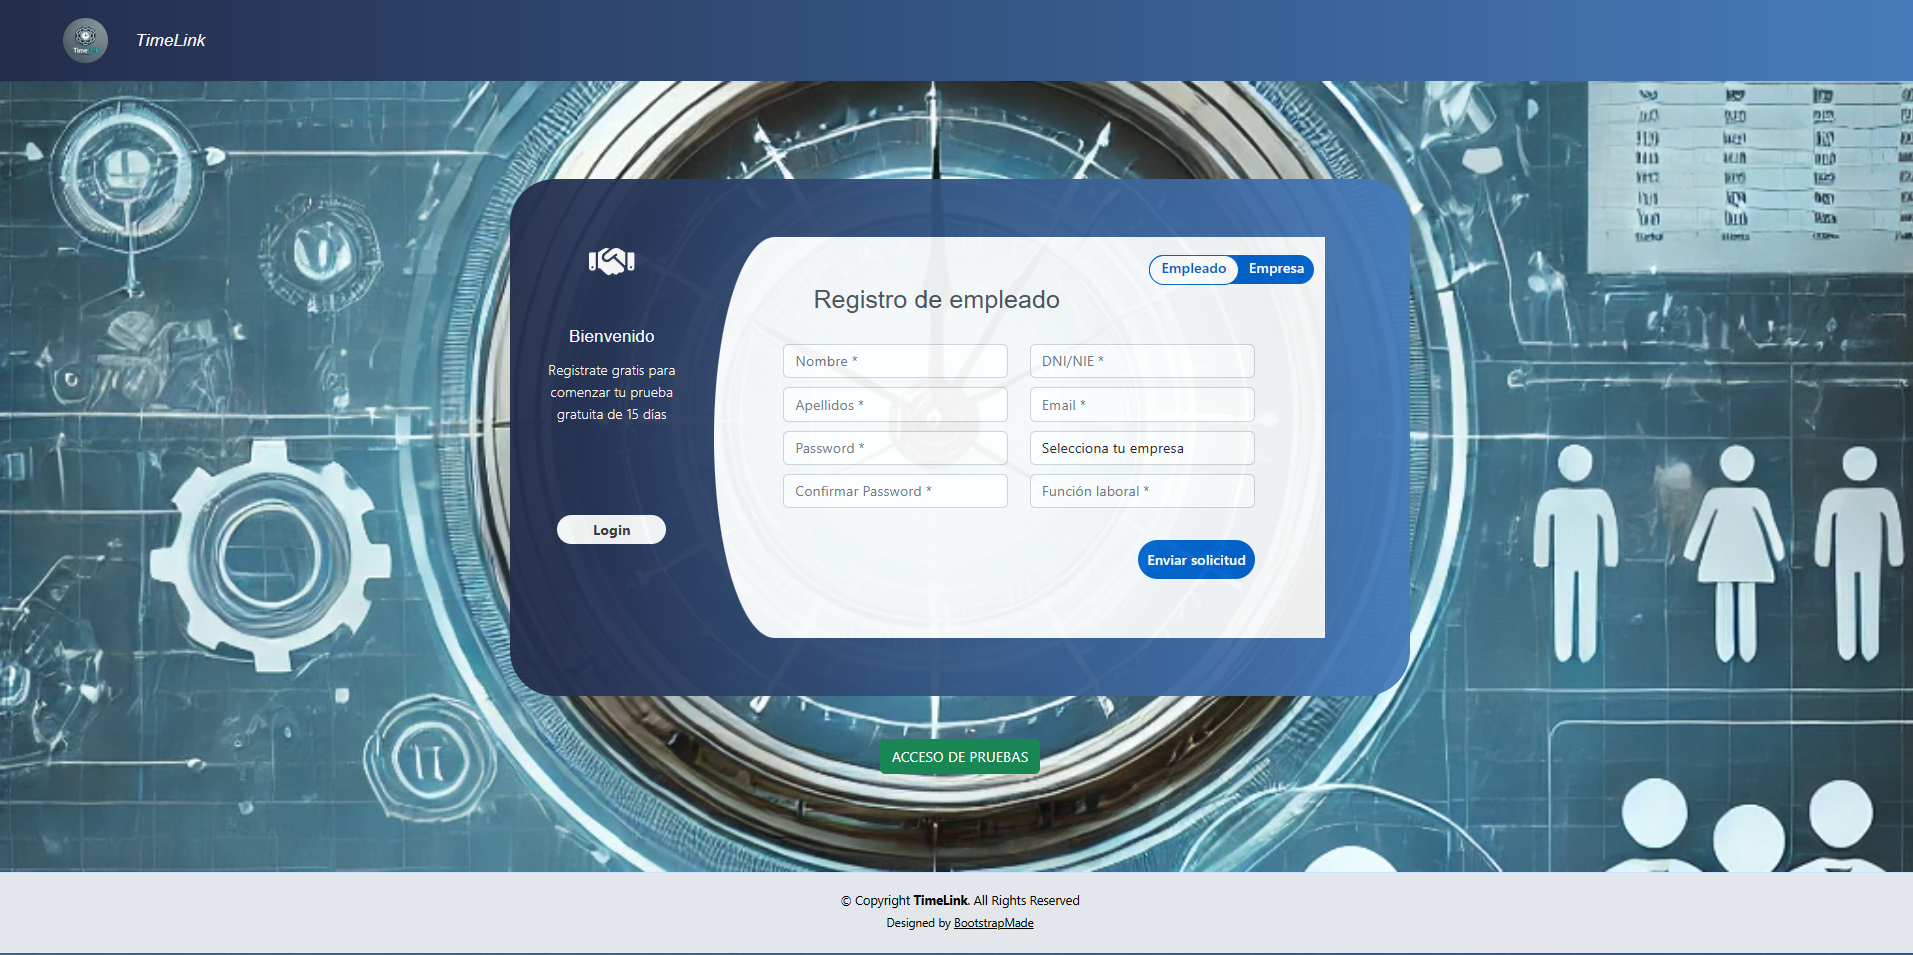 TimeLink
Bienvenido
Registrate gratis para
comenzar tu prueba
gratuita de 15 días
Login
Empleado Empresa
Registro de empleado
Nombre * DNI/NIE *
Apellidos * Email *
Password * Selecciona tu empresa
Confirmar Password * Función laboral *
Enviar solicitud
ACCESO DE PRUEBAS
© Copyright TimeLink. All Rights Reserved
Designed by BootstrapMade